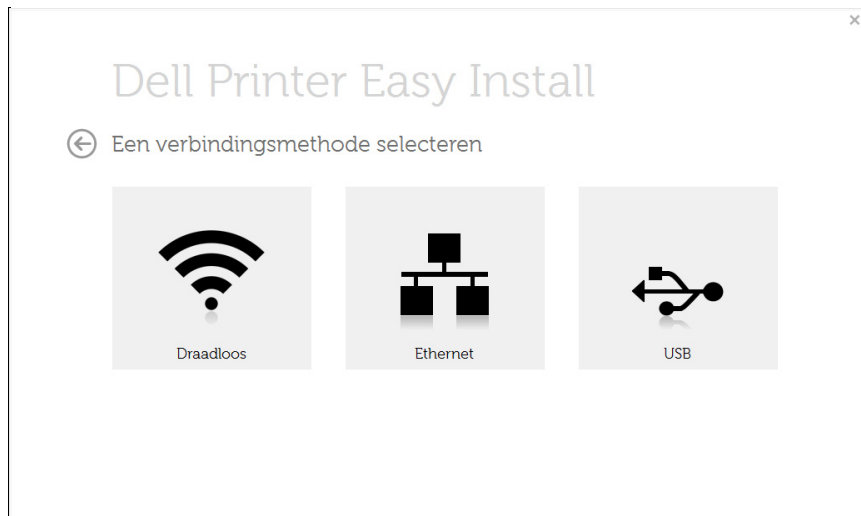 Dell Printer Easy Install
Een verbindingsmethode selecteren
Draadloos
Ethernet
USB